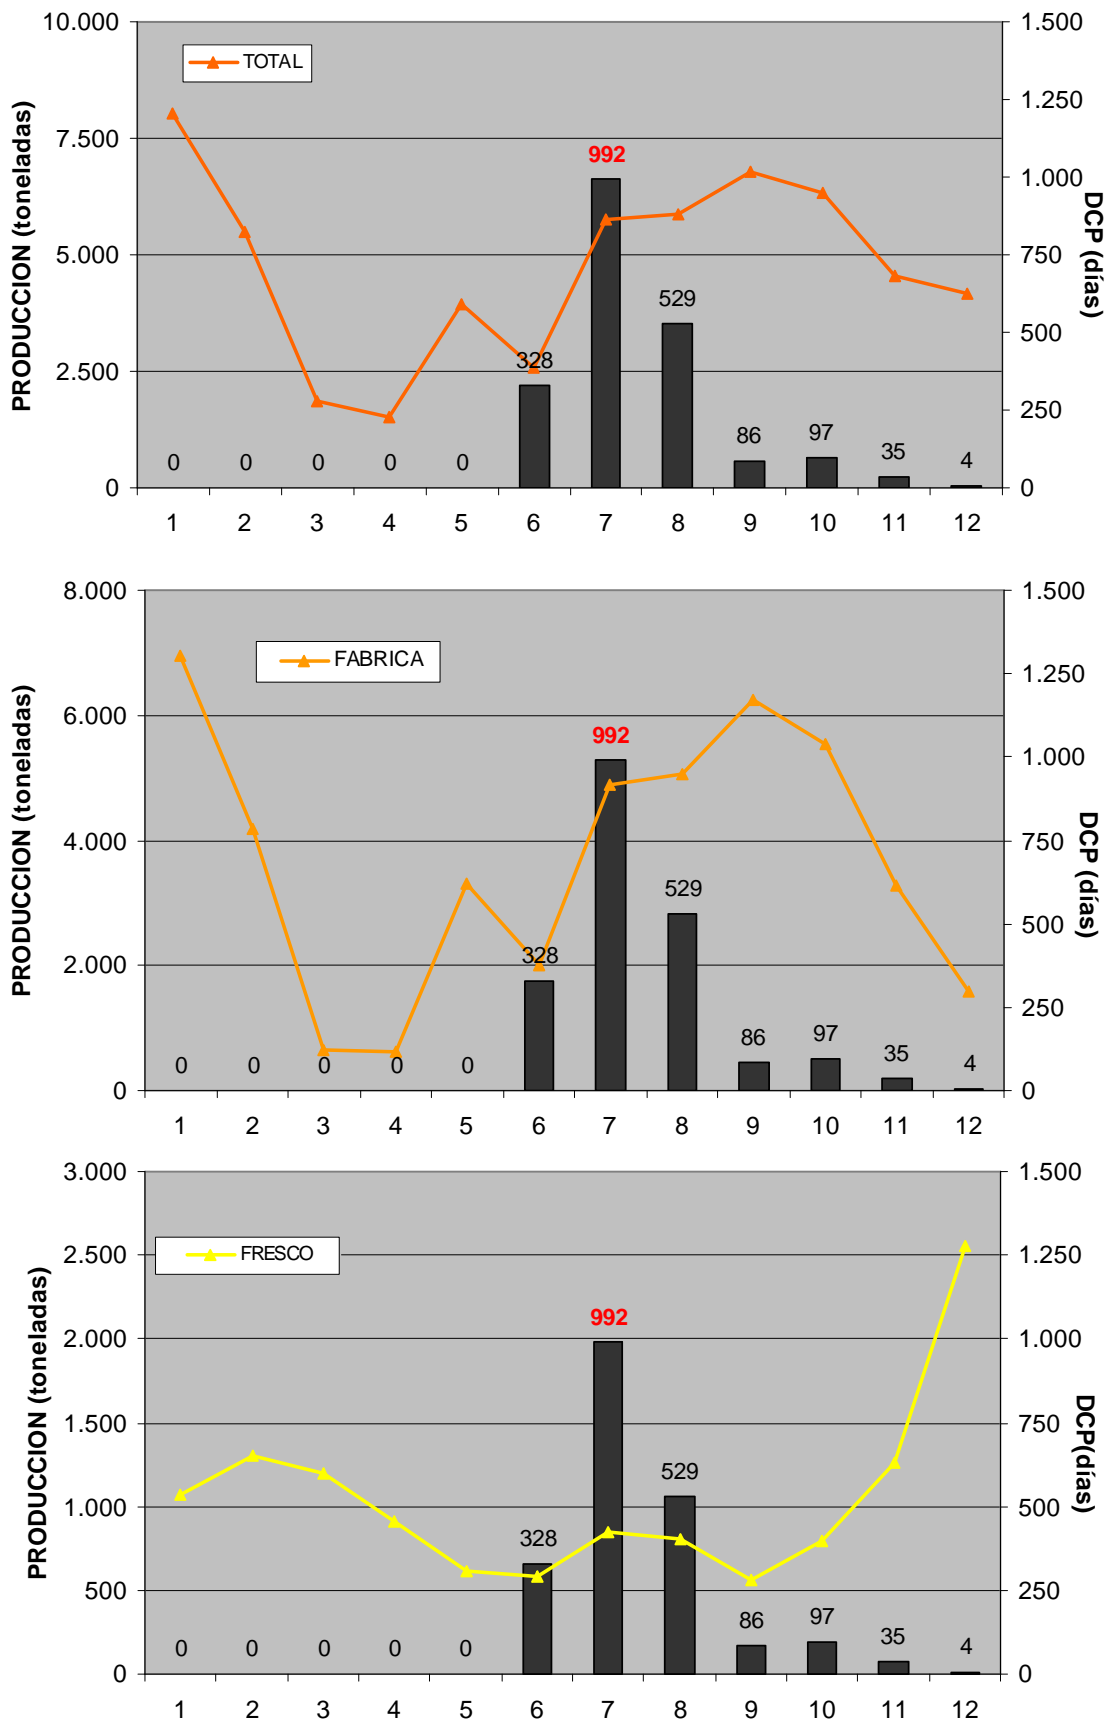 10.000
7.500
5.000
2.500
0
1.500
1.250
1.000
750
500
250
0
PRODUCCION (toneladas)
DCP (días)
TOTAL
0 0 0 0 0 328 992 529 86 97 35 4
1 2 3 4 5 6 7 8 9 10 11 12
8.000
6.000
4.000
2.000
0
1.500
1.250
1.000
750
500
250
0
PRODUCCION (toneladas)
DCP (días)
FABRICA
0 0 0 0 0 328 992 529 86 97 35 4
1 2 3 4 5 6 7 8 9 10 11 12
3.000
2.500
2.000
1.500
1.000
500
0
1.500
1.250
1.000
750
500
250
0
PRODUCCION (toneladas)
DCP(días)
FRESCO
0 0 0 0 0 328 992 529 86 97 35 4
1 2 3 4 5 6 7 8 9 10 11 12